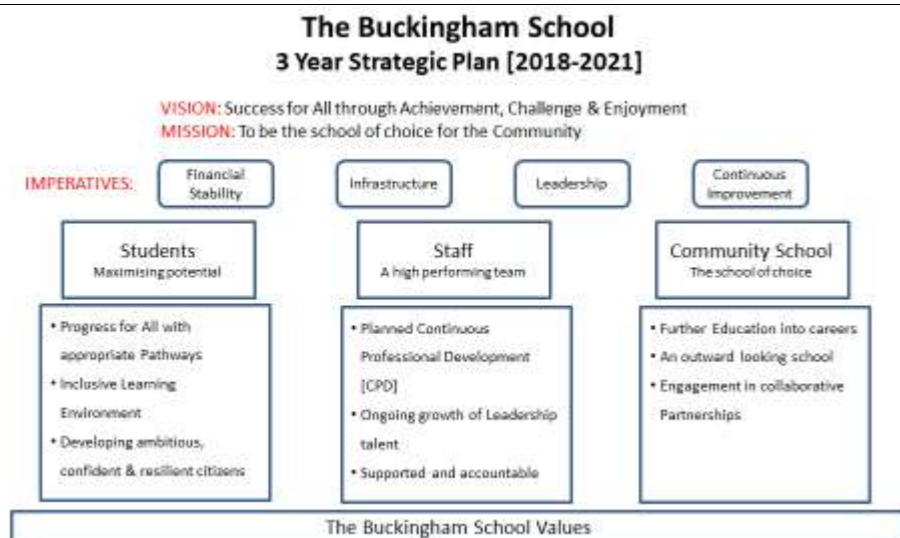 The Buckingham School
3 Year Strategic Plan [2018-2021]
VISION: Success for All through Achievement, Challenge & Enjoyment
MISSION: To be the school of choice for the Community
IMPERATIVES:
Financial
Stability
Infrastructure
Leadership
Continuous
Improvement
Students
Maximising potential
Staff
A high performing team
Community School
The school of choice
• Progress for All with
appropriate Pathways
• Inclusive Learning
Environment
• Developing ambitious,
confident & resilient citizens
• Planned Continuous
Professional Development
[CPD]
• Ongoing growth of Leadership
talent
• Supported and accountable
• Further Education into careers
• An outward looking school
• Engagement in collaborative
Partnerships
The Buckingham School Values